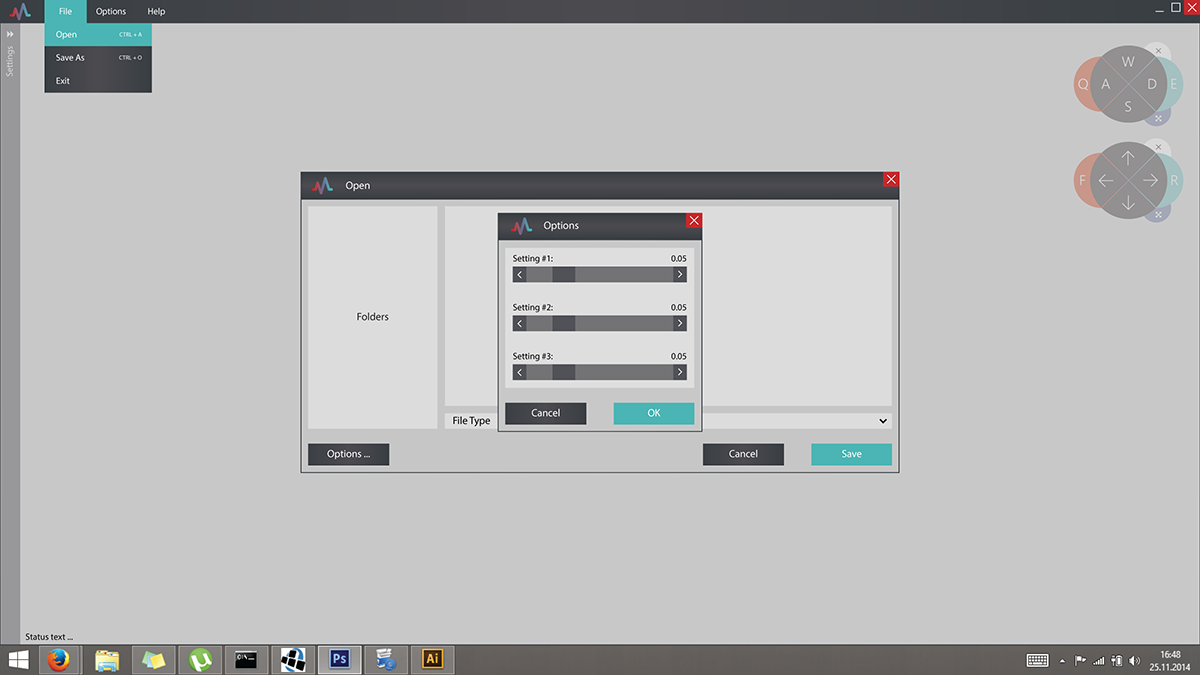 File Options Help
Open CTRL + A
Save As CTRL + O
Exit
Settings
W
Q A D E
S
F R
Open
Options
Setting #1: 0.05
Setting #2: 0.05
Setting #3: 0.05
Folders
Cancel OK
File Type
Options ... Cancel Save
Status text ...
C:\
Ps
Ai
16:48
25.11.2014